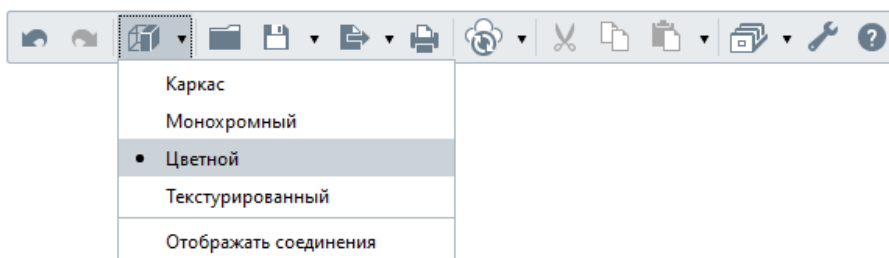 Каркас
Монохромный
Цветной
Текстурированный
Отображать соединения